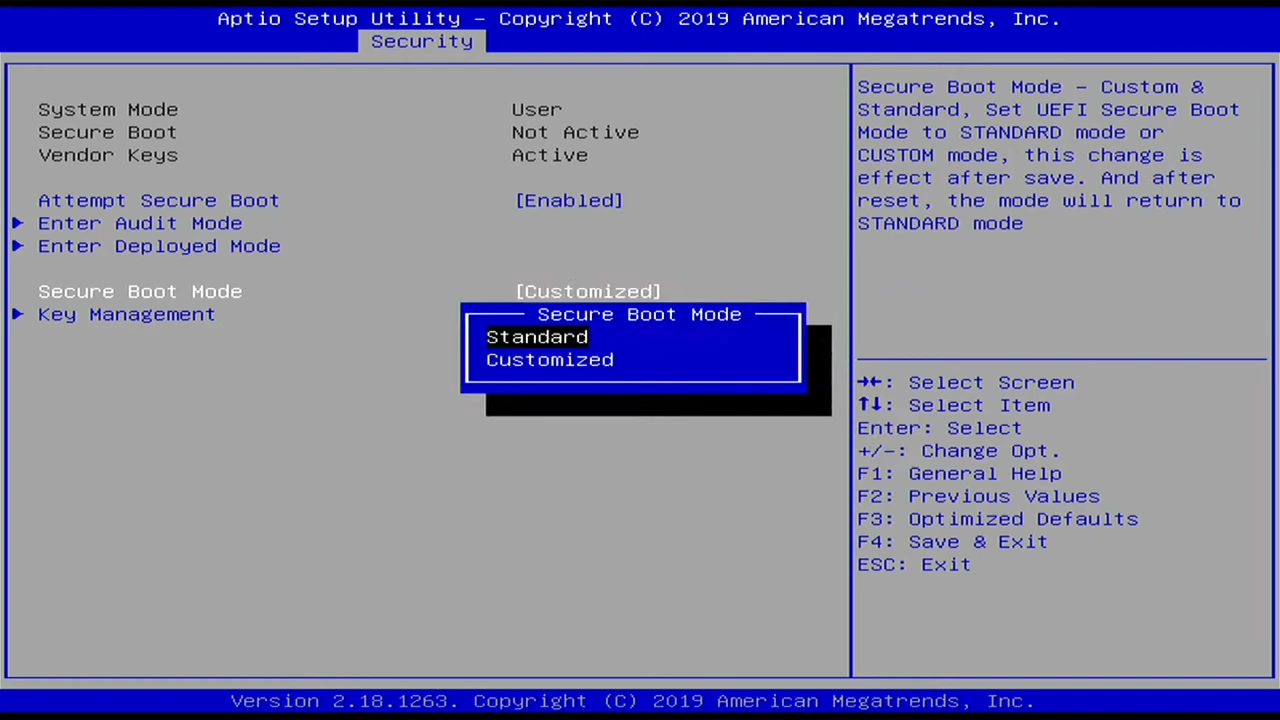 Aptio Setup Utility – Copyright (C) 2019 American Megatrends, Inc.
Security
System Mode User
Secure Boot Not Active
Vendor Keys Active
Attempt Secure Boot [Enabled]
Enter Audit Mode
Enter Deployed Mode
Secure Boot Mode [Customized]
Key Management
Secure Boot Mode
Standard
Customized
Secure Boot Mode – Custom &
Standard, Set UEFI Secure Boot
Mode to STANDARD mode or
CUSTOM mode, this change is
effect after save. And after
reset, the mode will return to
STANDARD mode
→←: Select Screen
↑↓: Select Item
Enter: Select
+/-: Change Opt.
F1: General Help
F2: Previous Values
F3: Optimized Defaults
F4: Save & Exit
ESC: Exit
Version 2.18.1263. Copyright (C) 2019 American Megatrends, Inc.